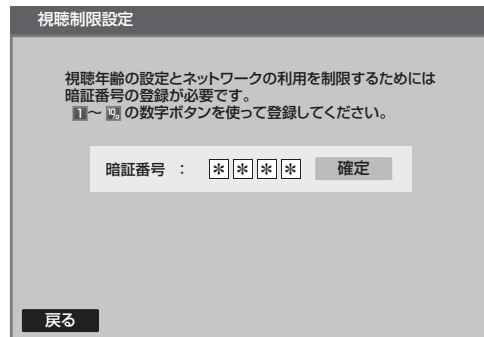 視聴制限設定
視聴年齢の設定とネットワークの利用を制限するためには
暗証番号の登録が必要です。
1～10 の数字ボタンを使って登録してください。
暗証番号 ： ＊＊＊＊ 確定
戻る